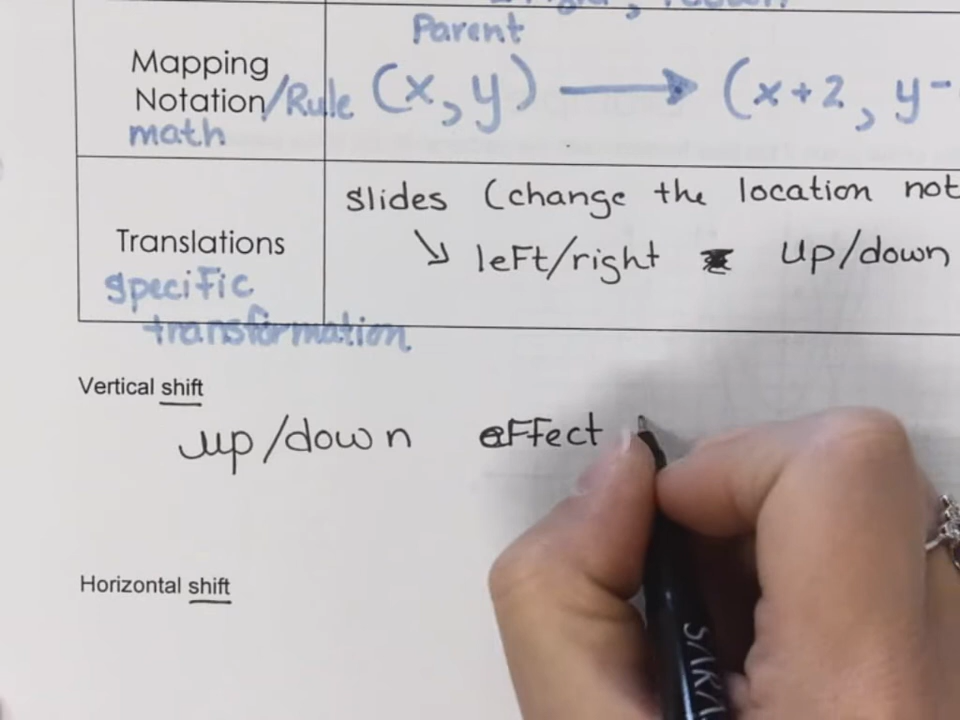 Parent
Mapping
Notation/Rule (x,y) → (x+2, y-
math
slides (change the location not
Translations
↘ left/right up/down
specific
transformation
Vertical shift
up/down affect
Horizontal shift